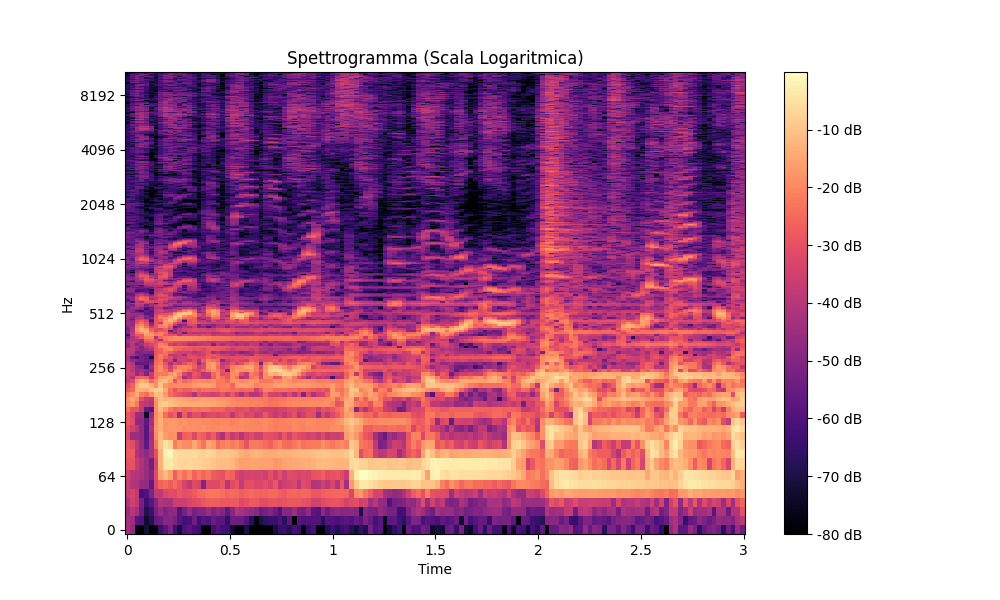 Spettrogramma (Scala Logaritmica)
8192
4096
2048
1024
512
256
128
64
0
Hz
0
0.5
1
1.5
2
2.5
3
Time
-10 dB
-20 dB
-30 dB
-40 dB
-50 dB
-60 dB
-70 dB
-80 dB